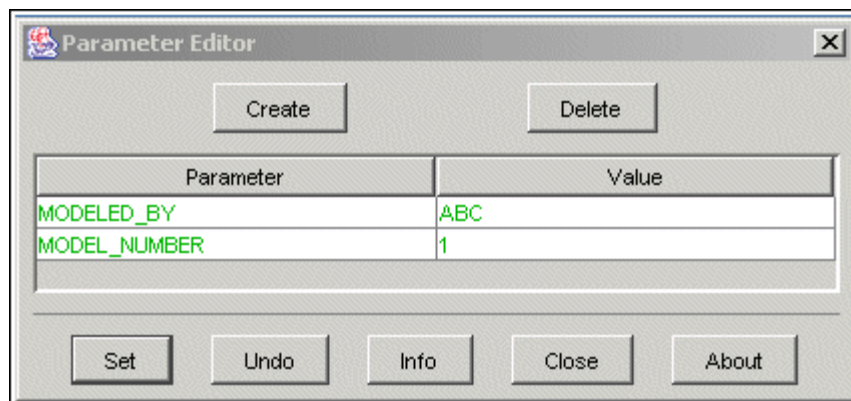 Parameter Editor
Create Delete
Parameter Value
MODELED_BY ABC
MODEL_NUMBER 1
Set Undo Info Close About